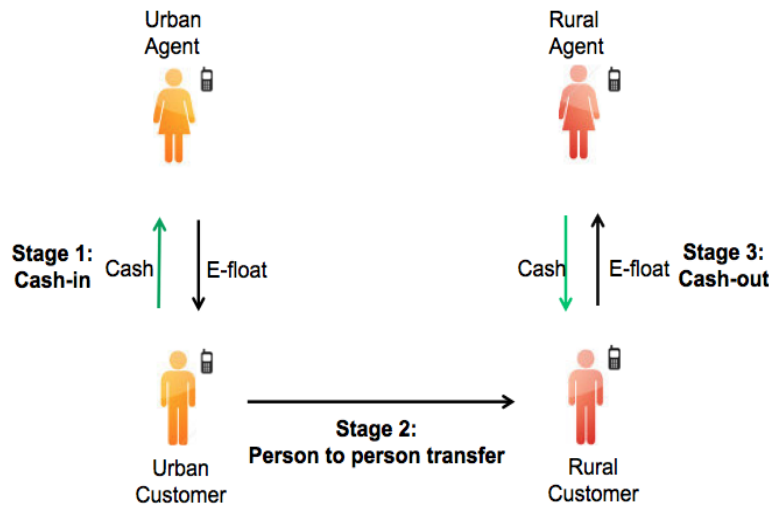 Urban
Agent
Rural
Agent
Stage 1:
Cash-in
Cash
E-float
Cash
E-float
Stage 3:
Cash-out
Stage 2:
Person to person transfer
Urban
Customer
Rural
Customer